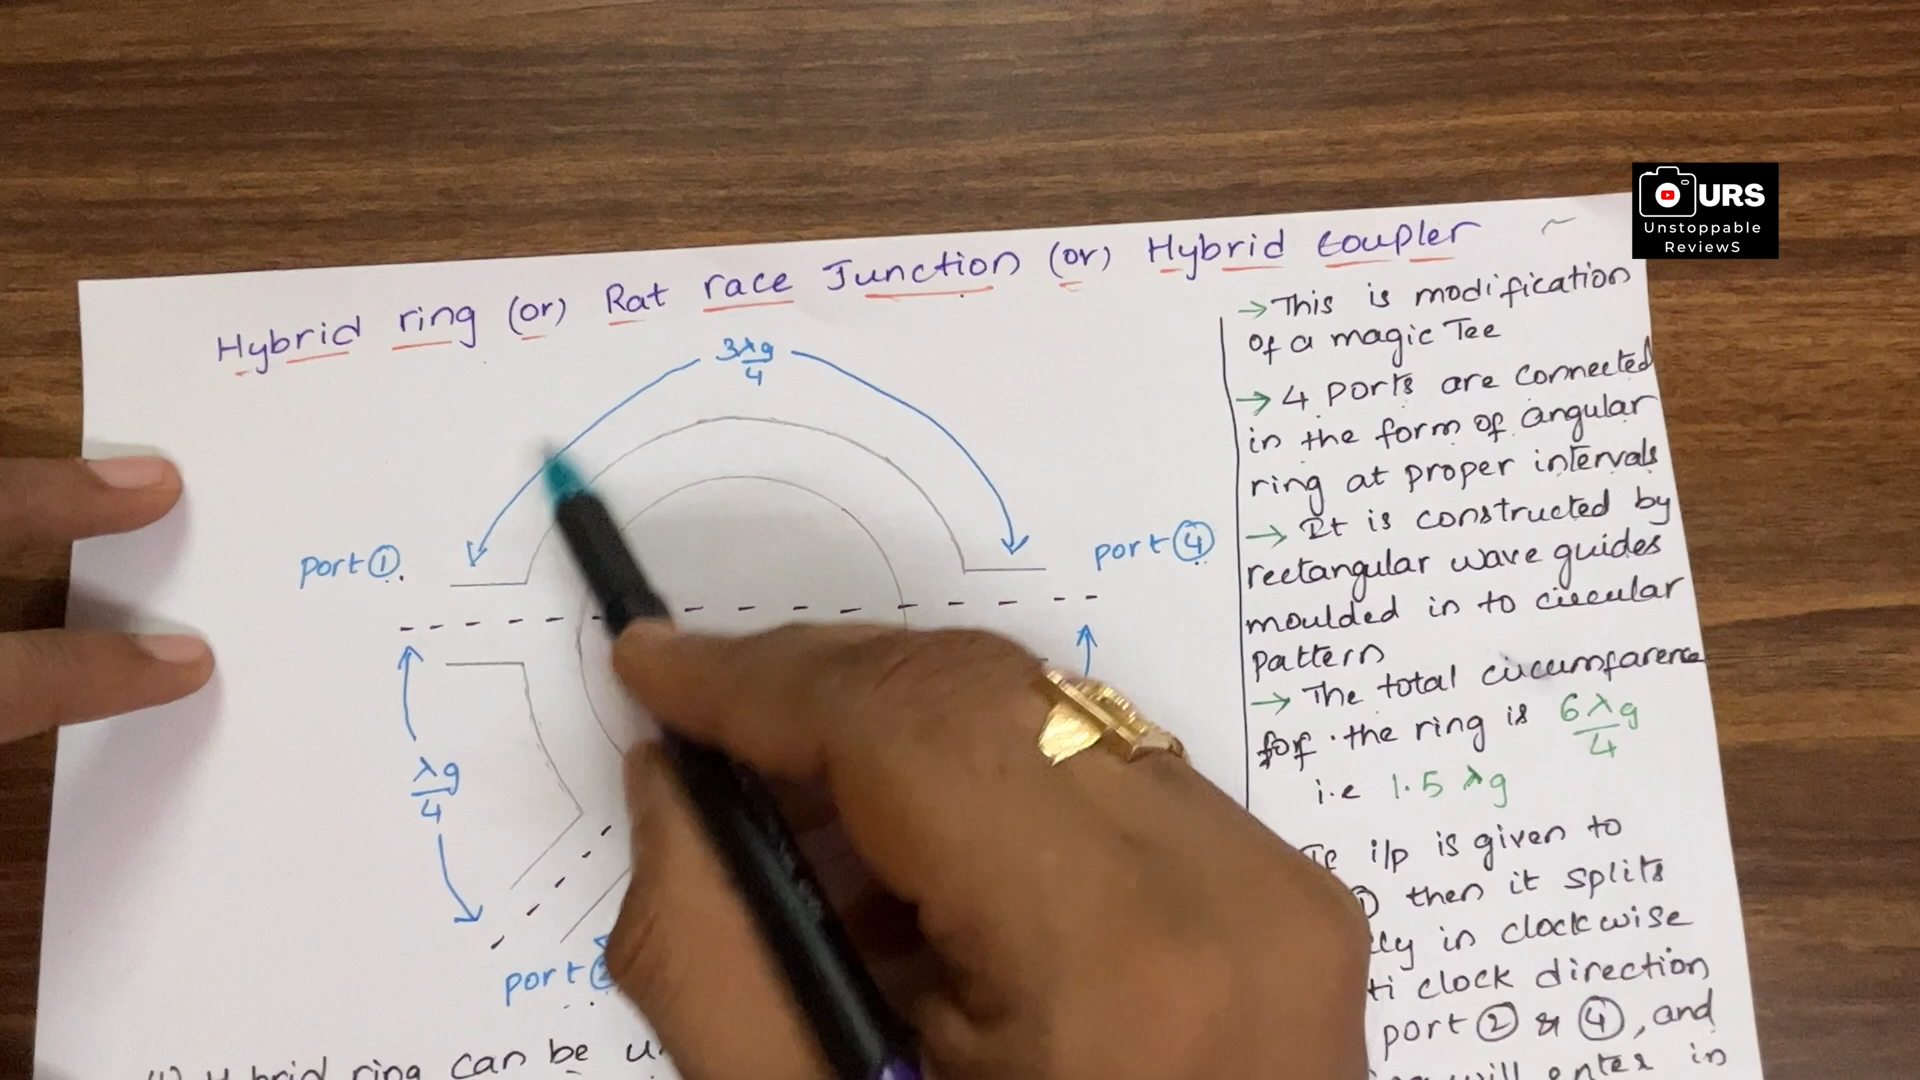 URS
Unstoppable
ReviewS
Hybrid ring (or) Rat race Junction (or) Hybrid coupler
3λg
4
port ①.
port ④
λg
4
port
Hybrid ring can be
→ This is modification
of a magic Tee
→ 4 ports are connected
in the form of angular
ring at proper intervals
→ It is constructed by
rectangular wave guides
moulded in to circular
pattern
→ The total circumfarence
for the ring is 6λg
4
i.e 1.5 λg
i/p is given to
then it splits
in clockwise
clock direction
port ② & ④, and
will enter in